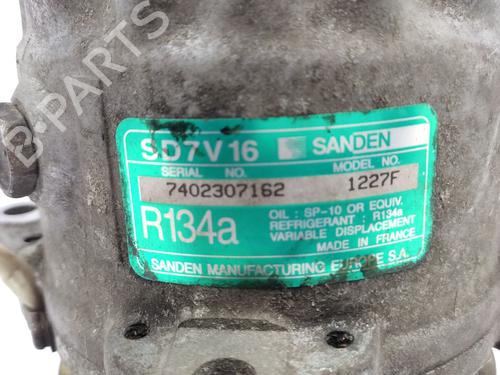 B-PARTS
SD7V16 SANDEN
SERIAL NO. MODEL NO.
7402307162 1227F
R134a
OIL : SP-10 OR EQUIV.
REFRIGERANT : R134a
VARIABLE DISPLACEMENT
MADE IN FRANCE
SANDEN MANUFACTURING EUROPE S.A.
B-PARTS